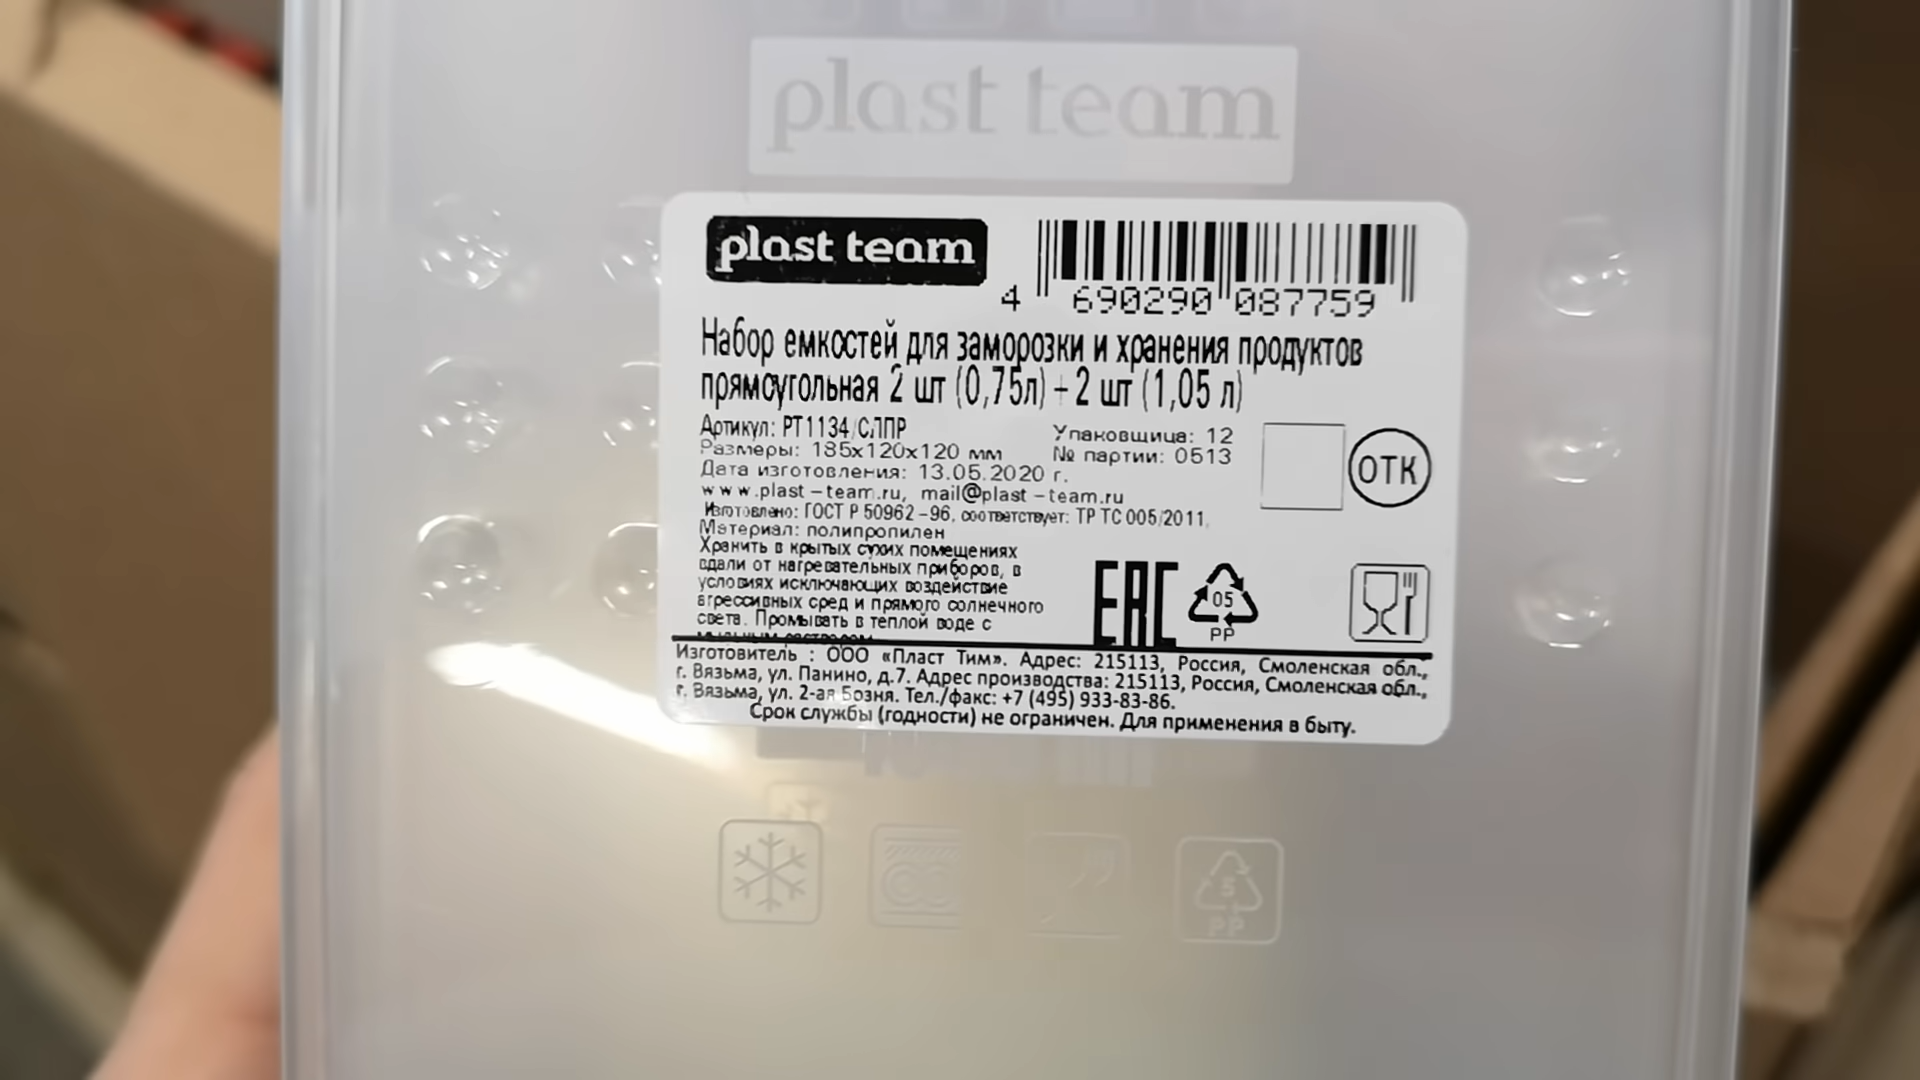 plast team
plast team
4 690290 087759
Набор емкостей для заморозки и хранения продуктов
прямоугольная 2 шт (0,75л) + 2 шт (1,05 л)
Артикул: РТ1134/СЛПР
Упаковщица: 12
Размеры: 185х120х120 мм
№ партии: 0513
ОТК
Дата изготовления: 13.05.2020 г.
www.plast-team.ru, mail@plast-team.ru
Изготовлено: ГОСТ Р 50962-96, соответствует: ТР ТС 005/2011,
Материал: полипропилен
Хранить в крытых сухих помещениях
вдали от нагревательных приборов, в
условиях исключающих воздействие
агрессивных сред и прямого солнечного
света. Промывать в теплой воде с
мыльным раствором
EAC
05
PP
Изготовитель : ООО «Пласт Тим». Адрес: 215113, Россия, Смоленская обл.,
г. Вязьма, ул. Панино, д.7. Адрес производства: 215113, Россия, Смоленская обл.,
г. Вязьма, ул. 2-ая Бозня. Тел./факс: +7 (495) 933-83-86.
Срок службы (годности) не ограничен. Для применения в быту.
5
PP